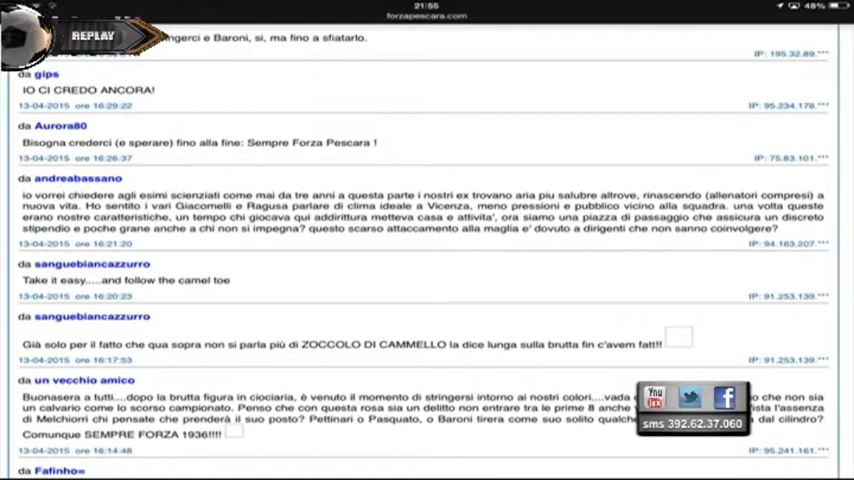 21:55
48%
forzapescara.com
REPLAY
ngerci e Baroni, si, ma fino a sfiatarlo.
IP: 195.32.89.***
da gips
IO CI CREDO ANCORA!
13-04-2015 ore 16:29:22 IP: 95.234.178.***
da Aurora80
Bisogna crederci (e sperare) fino alla fine: Sempre Forza Pescara !
13-04-2015 ore 16:26:37 IP: 75.83.101.***
da andreabassano
io vorrei chiedere agli esimi scienziati come mai da tre anni a questa parte i nostri ex trovano aria piu salubre altrove, rinascendo (allenatori compresi) a
nuova vita. Ho sentito i vari Giacomelli e Ragusa parlare di clima ideale a Vicenza, meno pressioni e pubblico vicino alla squadra. una volta queste
erano nostre caratteristiche, un tempo chi giocava qui addirittura metteva casa e attivita', ora siamo una piazza di passaggio che assicura un discreto
stipendio e poche grane anche a chi non si impegna? questo scarso attaccamento alla maglia e' dovuto a dirigenti che non sanno coinvolgere?
13-04-2015 ore 16:21:20 IP: 94.163.207.***
da sanguebiancazzurro
Take it easy.....and follow the camel toe
13-04-2015 ore 16:20:23 IP: 91.253.139.***
da sanguebiancazzurro
Già solo per il fatto che qua sopra non si parla più di ZOCCOLO DI CAMMELLO la dice lunga sulla brutta fin c'avem fatt!!
13-04-2015 ore 16:17:53 IP: 91.253.139.***
da un vecchio amico
Buonasera a tutti....dopo la brutta figura in ciociaria, è venuto il momento di stringersi intorno ai nostri colori....vada o che non sia
un calvario come lo scorso campionato. Penso che con questa rosa sia un delitto non entrare tra le prime 8 anche vista l'assenza
di Melchiorri chi pensate che prenderà il suo posto? Pettinari o Pasquato, o Baroni tirera come suo solito qualche dal cilindro?
Comunque SEMPRE FORZA 1936!!!!
13-04-2015 ore 16:14:48 IP: 95.241.161.***
da Fafinho=
You
sms 392.62.37.060